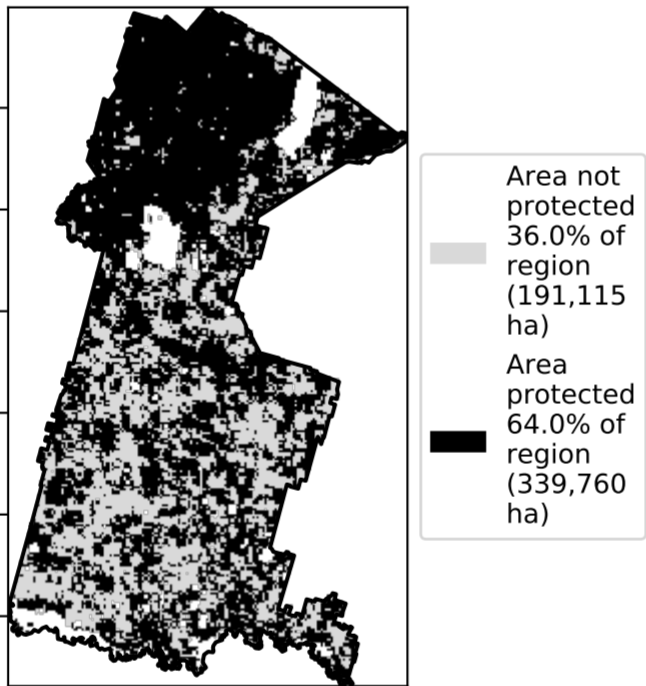 Area not
protected
36.0% of
region
(191,115
ha)
Area
protected
64.0% of
region
(339,760
ha)